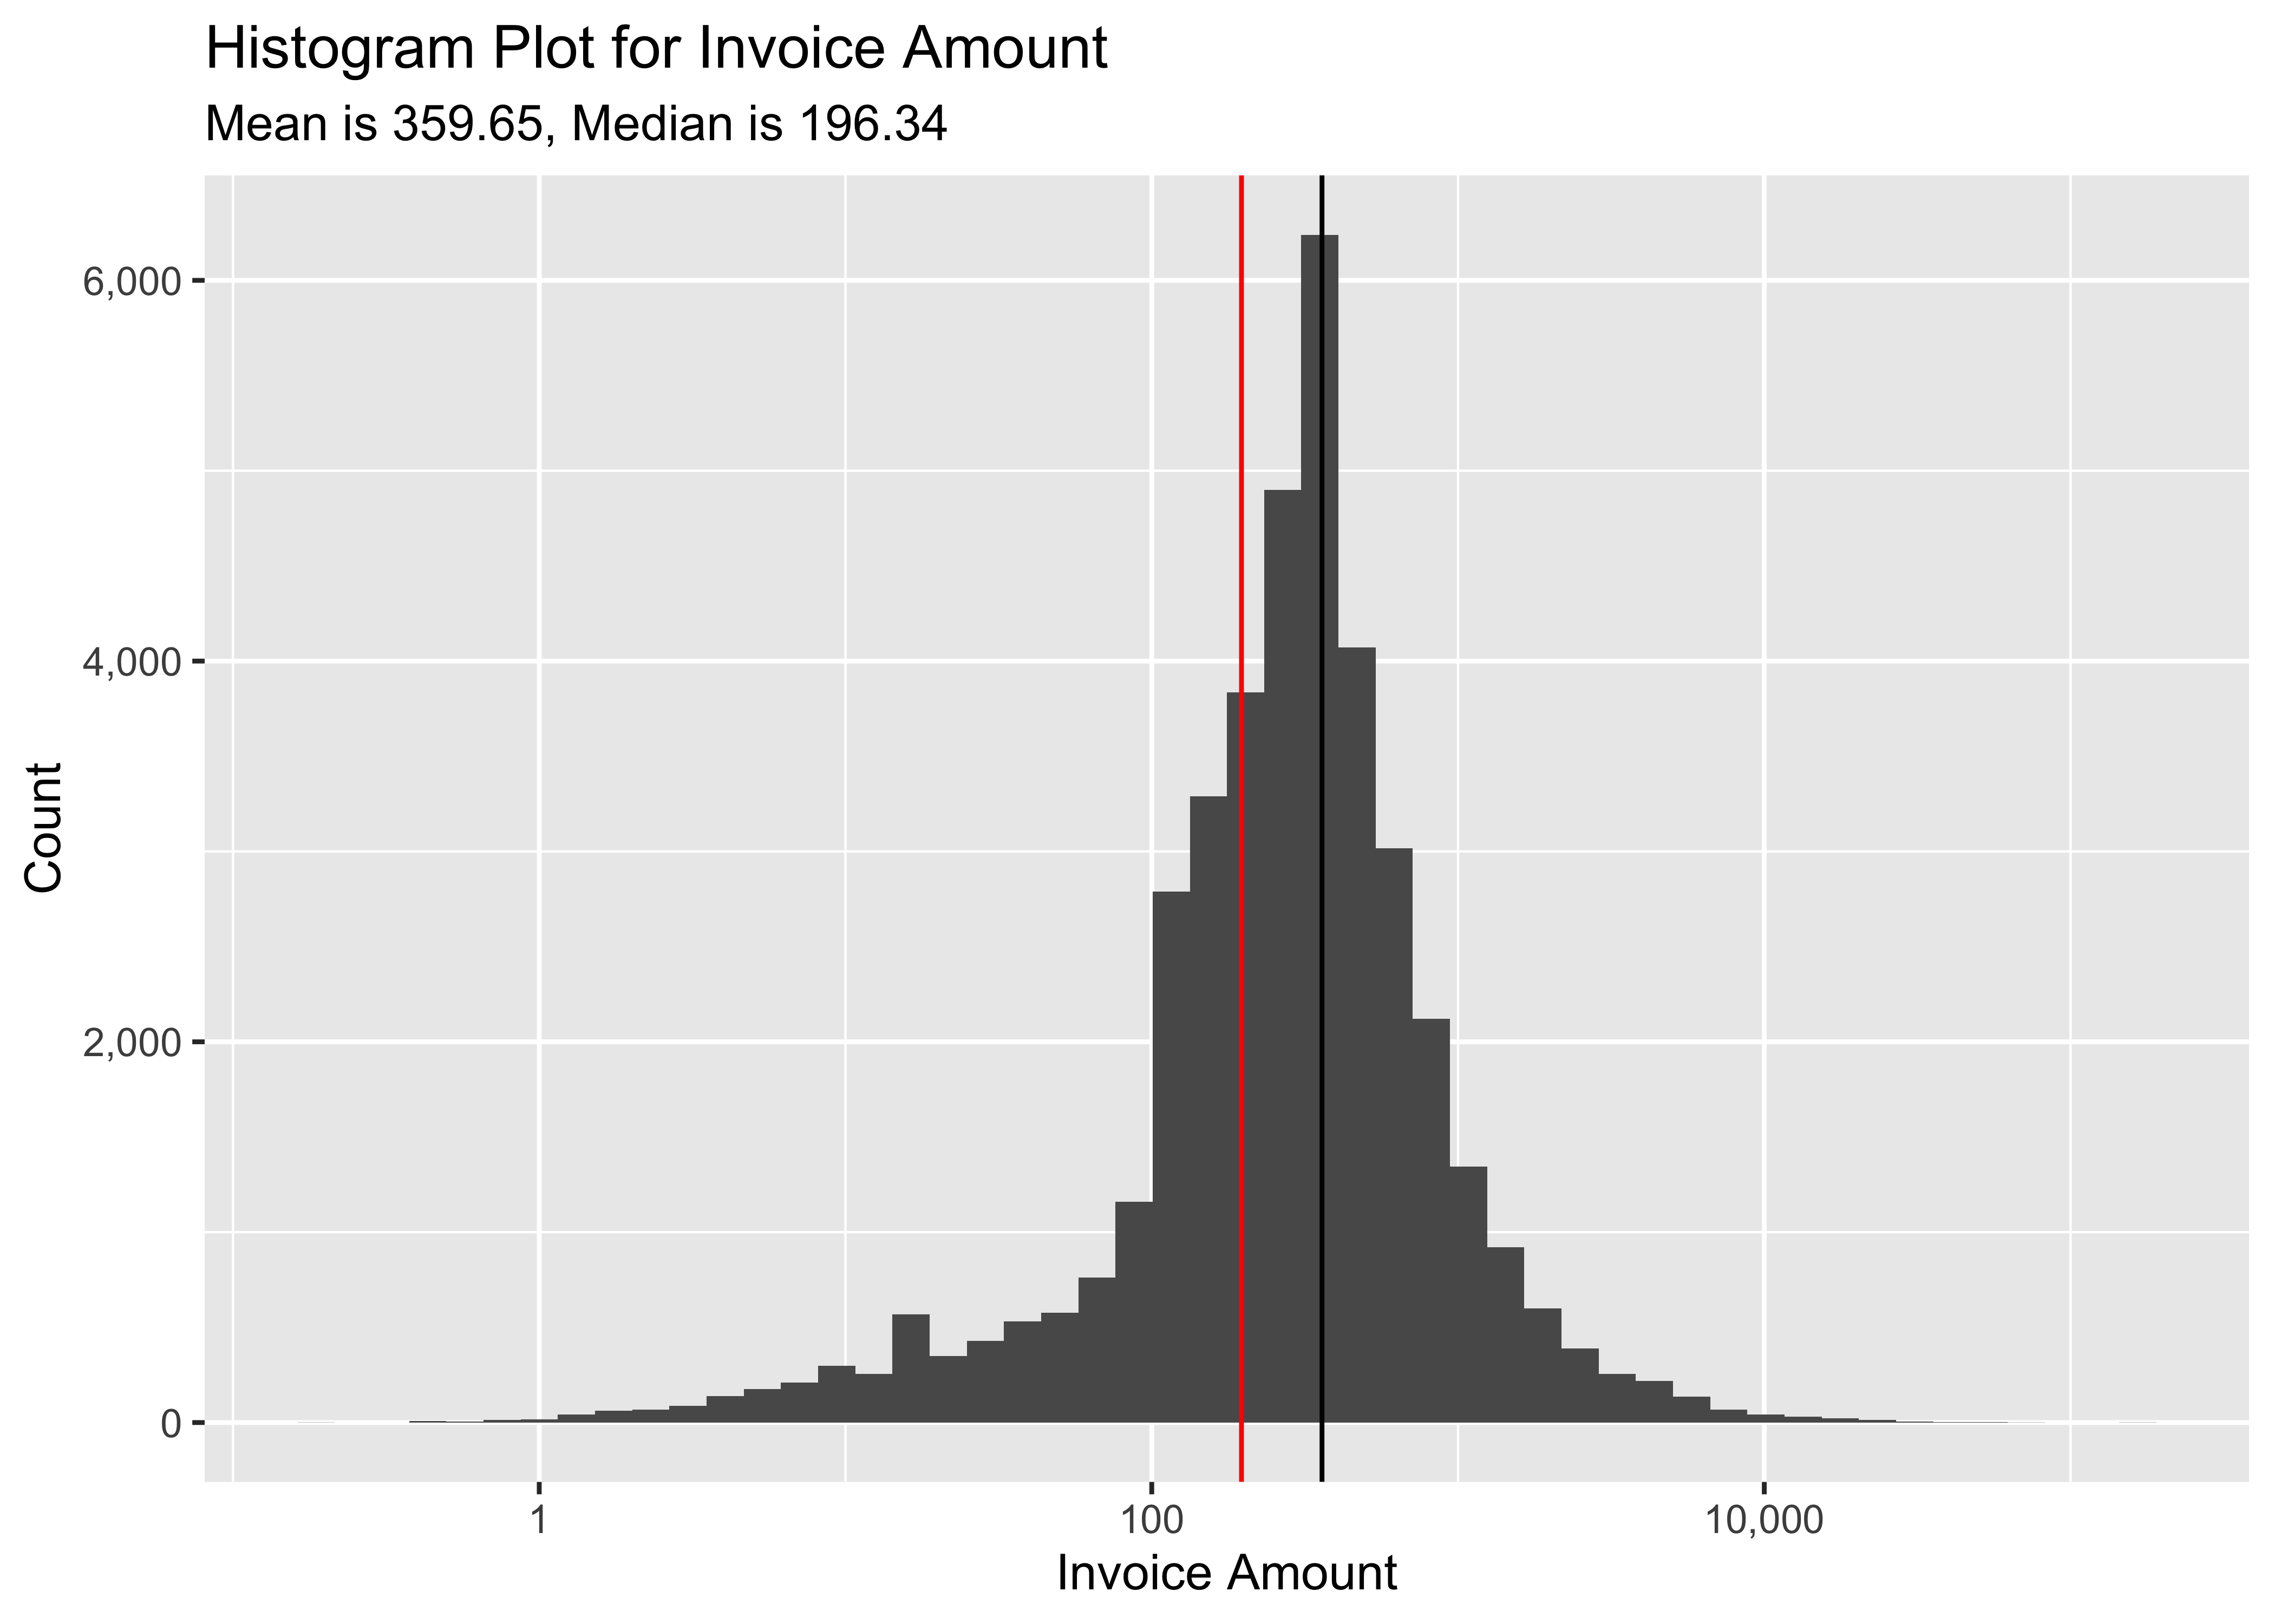 Histogram Plot for Invoice Amount
Mean is 359.65, Median is 196.34
6,000
4,000
2,000
0
Count
1
100
10,000
Invoice Amount